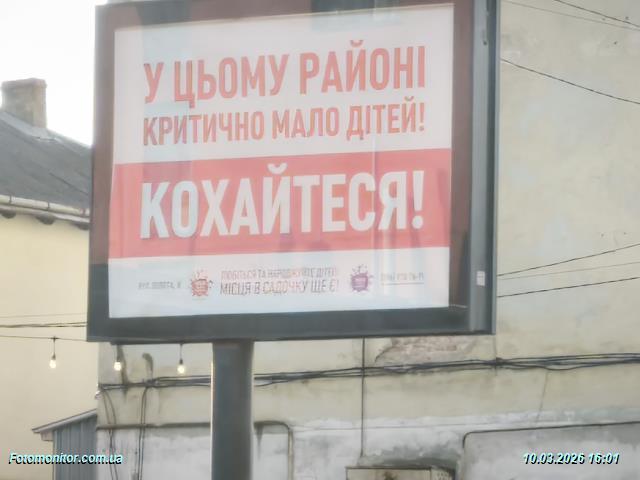 У ЦЬОМУ РАЙОНІ
КРИТИЧНО МАЛО ДІТЕЙ!
КОХАЙТЕСЯ!
ЛЮБІТЬСЯ ТА НАРОДЖУЙТЕ ДІТЕЙ!
МІСЦЯ В САДОЧКУ ЩЕ Є!
Fotomonitor.com.ua
10.03.2026 16:01